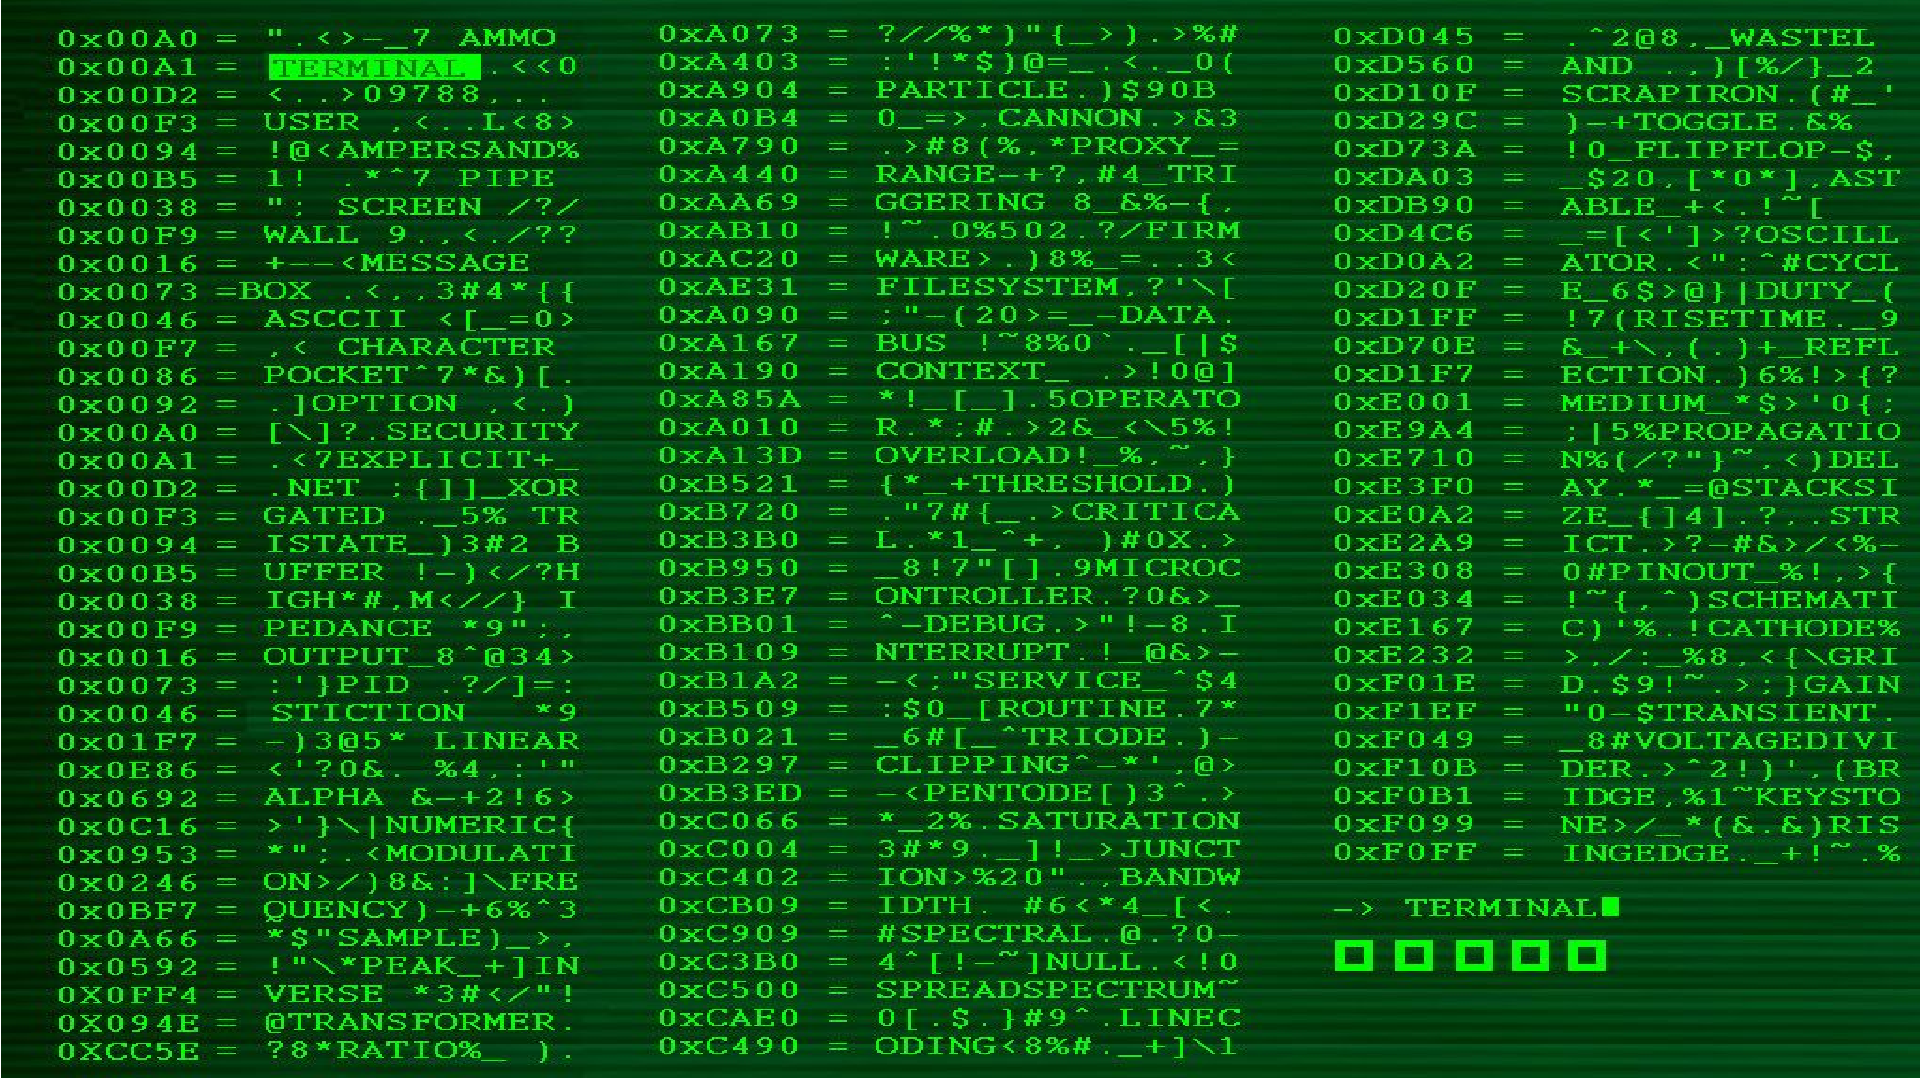 0x00A0 = ".<>-_7 AMMO
0x00A1 = TERMINAL .<<0
0x00D2 = <..>09788,..
0x00F3 = USER ,<..L<8>
0x0094 = !@<AMPERSAND%
0x00B5 = 1! .*^7 PIPE
0x0038 = "; SCREEN /?/
0x00F9 = WALL 9.,<./??
0x0016 = +--<MESSAGE
0x0073 =BOX .<,,3#4*{{
0x0046 = ASCCII <[_=0>
0x00F7 = ,< CHARACTER
0x0086 = POCKET^7*&)[.
0x0092 = .]OPTION ,<.)
0x00A0 = [\]?.SECURITY
0x00A1 = .<7EXPLICIT+_
0x00D2 = .NET ;{]]_XOR
0x00F3 = GATED ._5% TR
0x0094 = ISTATE_)3#2 B
0x00B5 = UFFER !-)</?H
0x0038 = IGH*#,M<//} I
0x00F9 = PEDANCE *9";,
0x0016 = OUTPUT_8^@34>
0x0073 = :'}PID .?/]=:
0x0046 = STICTION *9
0x01F7 = -)3@5* LINEAR
0x0E86 = <'?0&. %4,:'"
0x0692 = ALPHA &-+2!6>
0x0C16 = >'}\|NUMERIC{
0x0953 = *";.<MODULATI
0x0246 = ON>/)8&:]\FRE
0x0BF7 = QUENCY)-+6%^3
0x0A66 = *$"SAMPLE)_>,
0x0592 = !"\*PEAK_+]IN
0X0FF4 = VERSE *3#</"!
0X094E = @TRANSFORMER.
0XCC5E = ?8*RATIO%_ ).
0xA073 = ?//%*)"{_>).>%#
0xA403 = :'!*$)@=_.<._0(
0xA904 = PARTICLE.)$90B
0xA0B4 = 0_=>,CANNON.>&3
0xA790 = .>#8(%,*PROXY_=
0xA440 = RANGE-+?,#4_TRI
0xAA69 = GGERING 8_&%-{,
0xAB10 = !~.0%502.?/FIRM
0xAC20 = WARE>.)8%_=..3<
0xAE31 = FILESYSTEM,?'\[
0xA090 = ;"-(20>=_-DATA.
0xA167 = BUS !~8%0`._[|$
0xA190 = CONTEXT_ .>!0@]
0xA85A = *!_[_].5OPERATO
0xA010 = R.*;#.>2&_<\5%!
0xA13D = OVERLOAD!_%,~,}
0xB521 = {*_+THRESHOLD.)
0xB720 = ."7#{_.>CRITICA
0xB3B0 = L.*1_^+, )#0X.>
0xB950 = _8!7"[].9MICROC
0xB3E7 = ONTROLLER.?0&>_
0xBB01 = ^-DEBUG.>"!-8.I
0xB109 = NTERRUPT.!_@&>-
0xB1A2 = -<;"SERVICE_^$4
0xB509 = :$0_[ROUTINE.7*
0xB021 = _6#[_^TRIODE.)-
0xB297 = CLIPPING^-*',@>
0xB3ED = -<PENTODE[)3^.>
0xC066 = *_2%.SATURATION
0xC004 = 3#*9._]!_>JUNCT
0xC402 = ION>%20".,BANDW
0xCB09 = IDTH. #6<*4_[<.
0xC909 = #SPECTRAL.@.?0-
0xC3B0 = 4^[!-~]NULL.<!0
0xC500 = SPREADSPECTRUM~
0xCAE0 = 0[.$.}#9^.LINEC
0xC490 = ODING<8%#._+]\1
0xD045 = .^2@8,_WASTEL
0xD560 = AND .,)[%/}_2
0xD10F = SCRAPIRON.(#_'
0xD29C = )-+TOGGLE.&%
0xD73A = !0_FLIPFLOP-$,
0xDA03 = _$20,[*0*],AST
0xDB90 = ABLE_+<.!~[
0xD4C6 = _=[<']>?OSCILL
0xD0A2 = ATOR.<":^#CYCL
0xD20F = E_6$>@}|DUTY_(
0xD1FF = !7(RISETIME._9
0xD70E = &_+\,(.)+_REFL
0xD1F7 = ECTION.)6%!>{?
0xE001 = MEDIUM_*$>'0{;
0xE9A4 = ;|5%PROPAGATIO
0xE710 = N%(/?"}~,<)DEL
0xE3F0 = AY.*_=@STACKSI
0xE0A2 = ZE_{]4].?,.STR
0xE2A9 = ICT.>?-#&>/<%-
0xE308 = 0#PINOUT_%!,>{
0xE034 = !~{,^)SCHEMATI
0xE167 = C)'%.!CATHODE%
0xE232 = >,/:_%8,<{\GRI
0xF01E = D.$9!~.>;}GAIN
0xF1EF = "0-$TRANSIENT.
0xF049 = _8#VOLTAGEDIVI
0xF10B = DER.>^2!)',(BR
0xF0B1 = IDGE,%1~KEYSTO
0xF099 = NE>/_*(&.&)RIS
0xF0FF = INGEDGE._+!~.%
-> TERMINAL